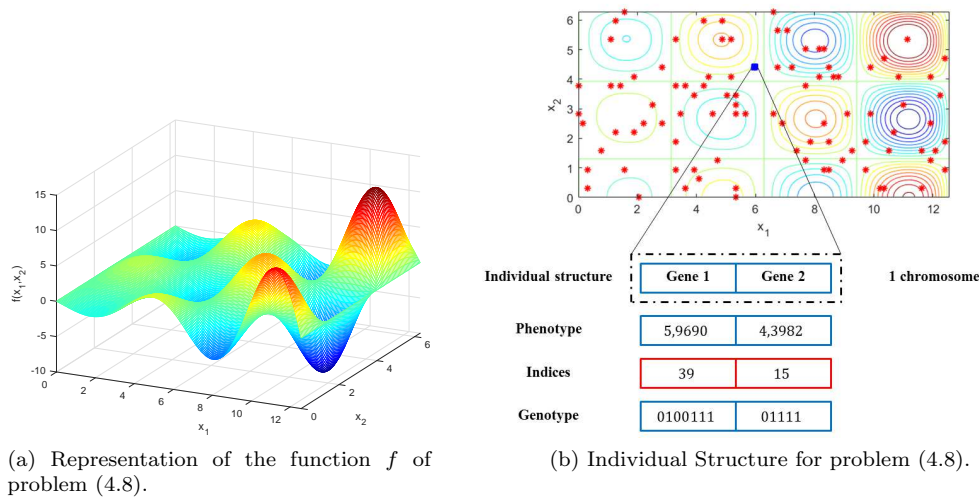 15
10
5
0
-5
-10
f(x1,x2)
0
2
4
6
8
10
12
x1
0
2
4
6
x2
(a) Representation of the function f of
problem (4.8).
6
5
4
3
2
1
0
x2
0
2
4
6
8
10
12
x1
Individual structure Gene 1 Gene 2 1 chromosome
Phenotype 5,9690 4,3982
Indices 39 15
Genotype 0100111 01111
(b) Individual Structure for problem (4.8).